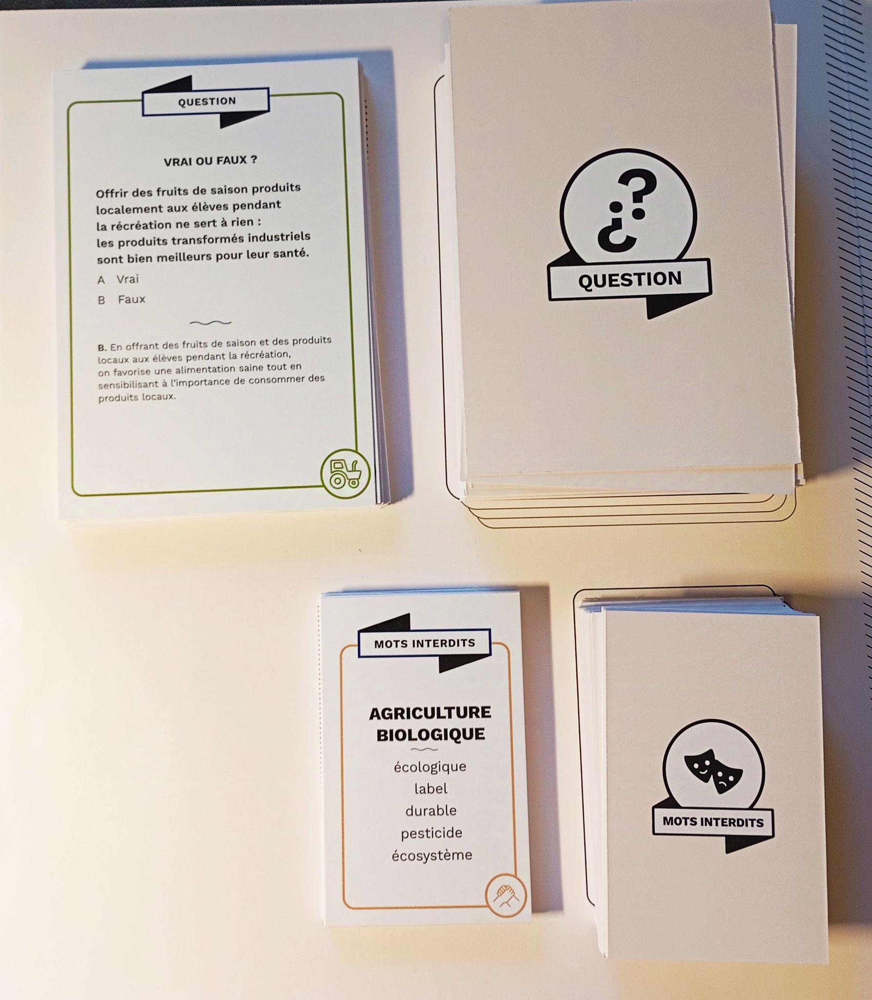 QUESTION
VRAI OU FAUX ?
Offrir des fruits de saison produits
localement aux élèves pendant
la récréation ne sert à rien :
les produits transformés industriels
sont bien meilleurs pour leur santé.
A Vrai
B Faux
B. En offrant des fruits de saison et des produits
locaux aux élèves pendant la récréation,
on favorise une alimentation saine tout en
sensibilisant à l'importance de consommer des
produits locaux.
??
QUESTION
MOTS INTERDITS
AGRICULTURE
BIOLOGIQUE
écologique
label
durable
pesticide
écosystème
MOTS INTERDITS